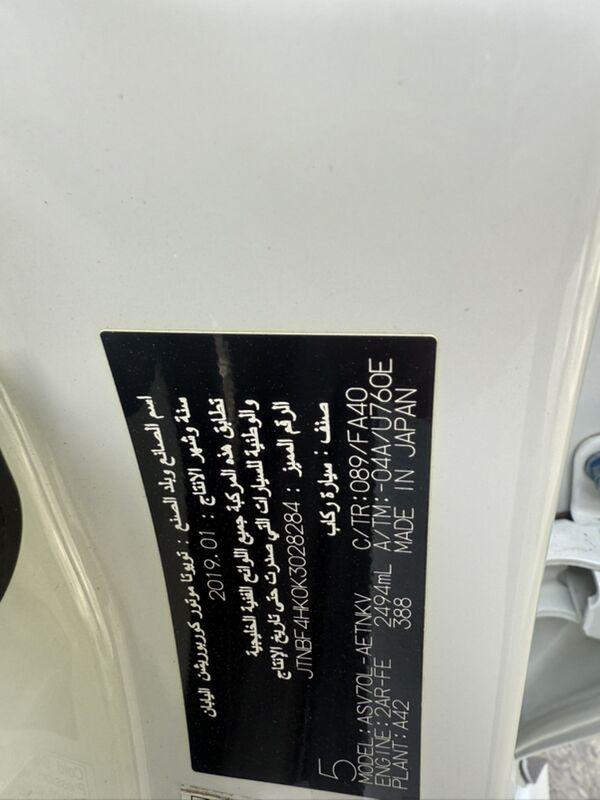 اسم الصانع وبلد الصنع : تويوتا موتور كوربوريشن اليابان
سنة وشهر الإنتاج : 2019.01
تطابق هذه المركبة جميع اللوائح الفنية الخليجية
والوطنية للسيارات التي صدرت حتى تاريخ الإنتاج
الرقم المميز : JTNBF4HK0K3028284
صنف : سيارة ركاب
5
MODEL:ASV70L-AETNKV C/TR:089/FA40
ENGINE:2AR-FE 2494mL A/TM:-04A/U760E
PLANT:A42 388 MADE IN JAPAN